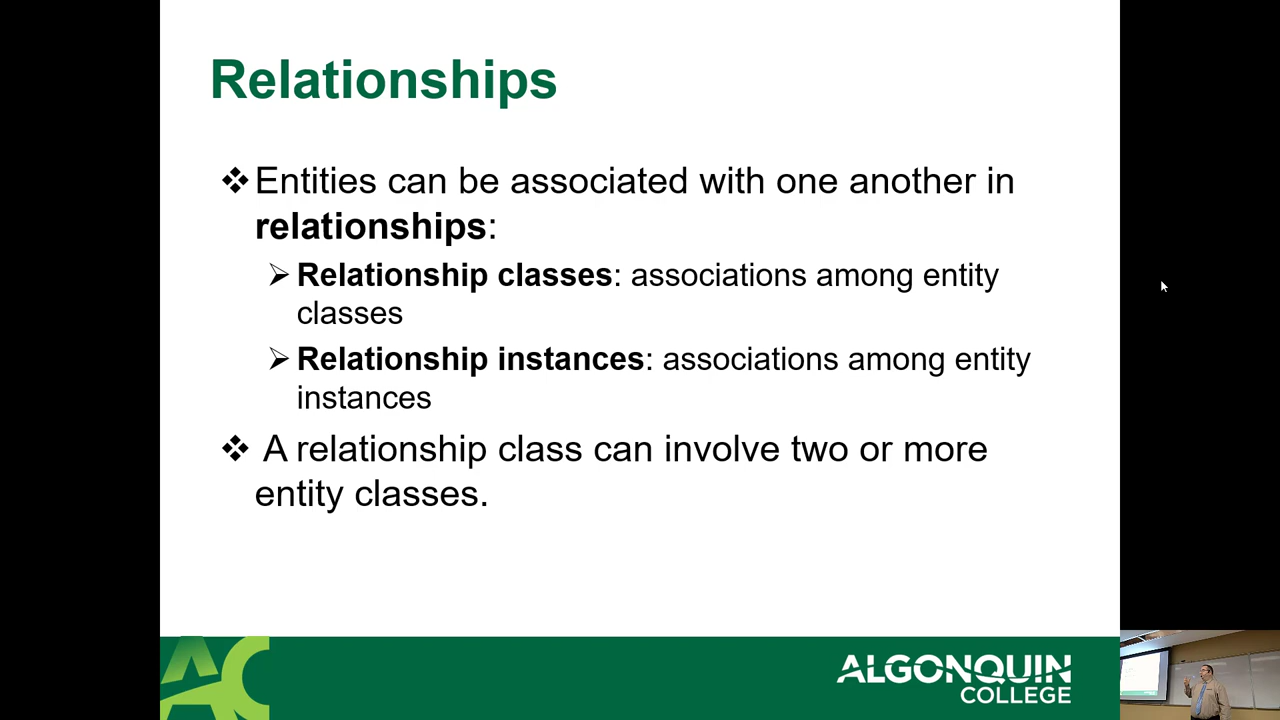 Relationships
❖ Entities can be associated with one another in
relationships:
➢ Relationship classes: associations among entity
classes
➢ Relationship instances: associations among entity
instances
❖ A relationship class can involve two or more
entity classes.
AC
ALGONQUIN
COLLEGE